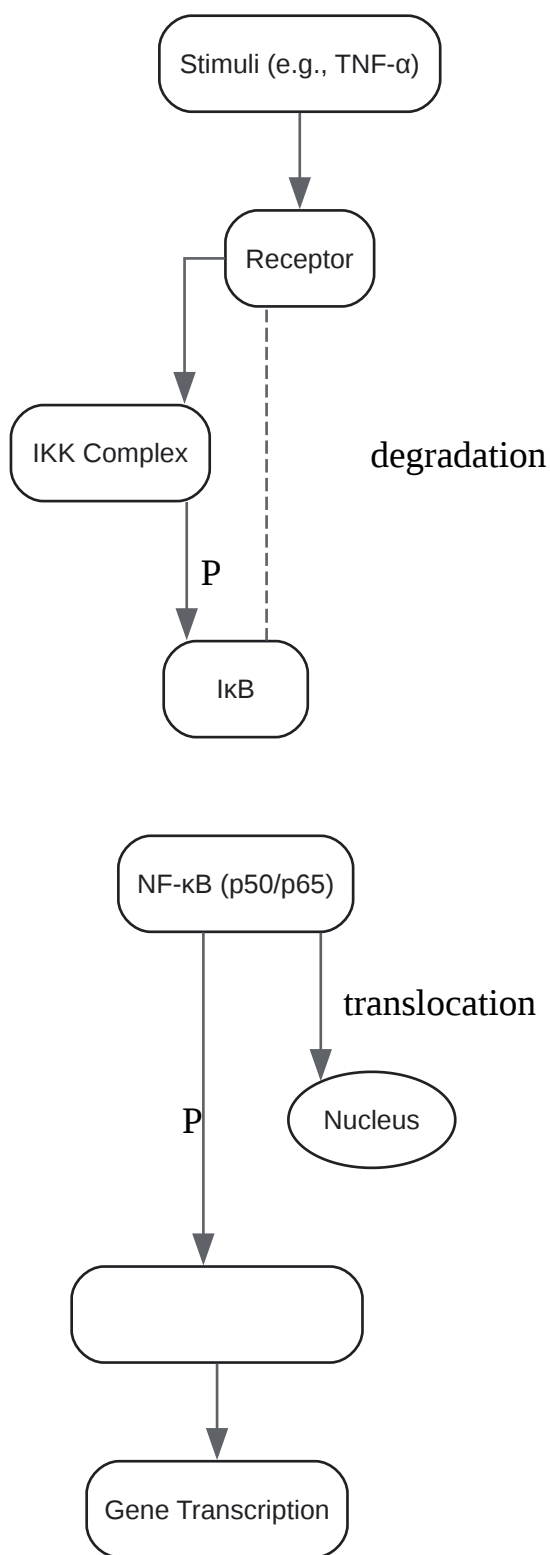 Stimuli (e.g., TNF-α)
Receptor
IKK Complex
degradation
P
IκB
NF-κB (p50/p65)
translocation
P
Nucleus
Gene Transcription